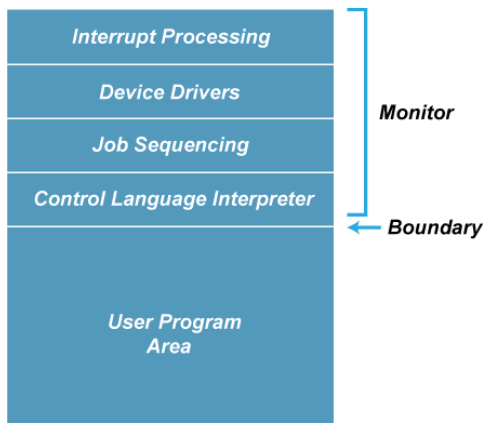 Interrupt Processing
Device Drivers
Job Sequencing
Control Language Interpreter
User Program
Area
Monitor
Boundary